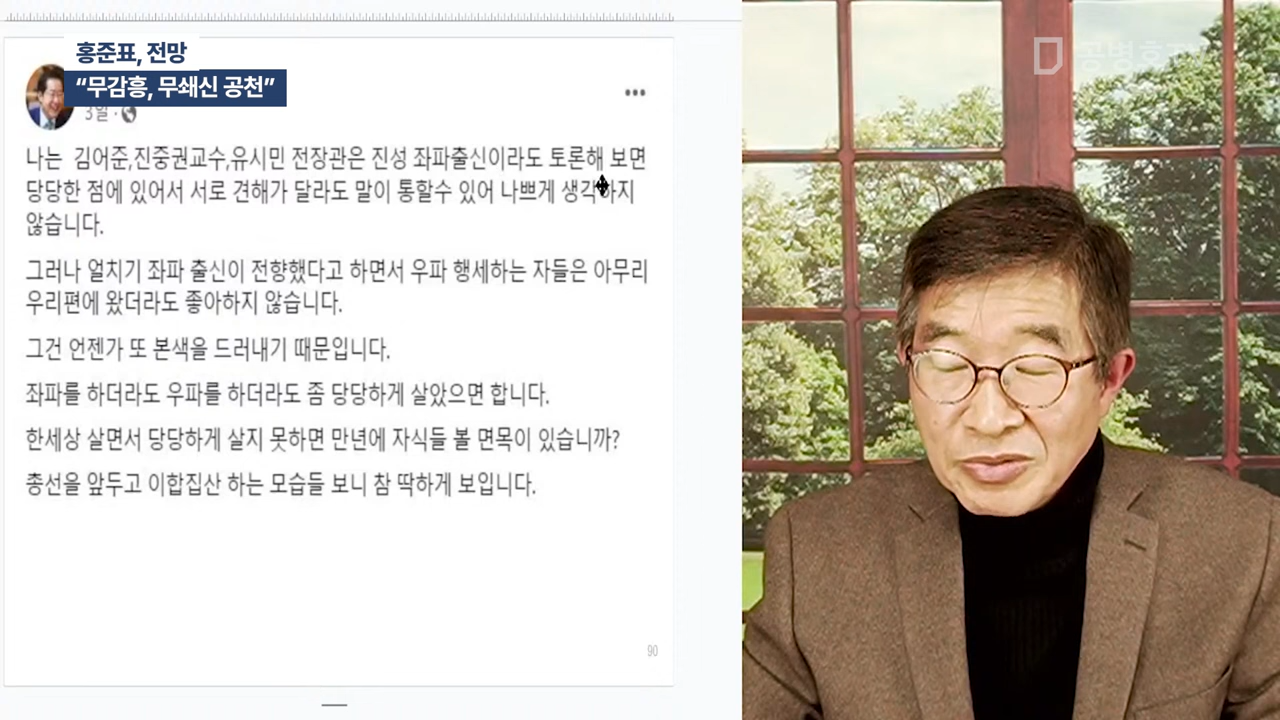 홍준표, 전망
“무감흥, 무쇄신 공천”
3일 ·
나는 김어준,진중권교수,유시민 전장관은 진성 좌파출신이라도 토론해 보면
당당한 점에 있어서 서로 견해가 달라도 말이 통할수 있어 나쁘게 생각하지
않습니다.
그러나 얼치기 좌파 출신이 전향했다고 하면서 우파 행세하는 자들은 아무리
우리편에 왔더라도 좋아하지 않습니다.
그건 언젠가 또 본색을 드러내기 때문입니다.
좌파를 하더라도 우파를 하더라도 좀 당당하게 살았으면 합니다.
한세상 살면서 당당하게 살지 못하면 만년에 자식들 볼 면목이 있습니까?
총선을 앞두고 이합집산 하는 모습들 보니 참 딱하게 보입니다.
90
공병호